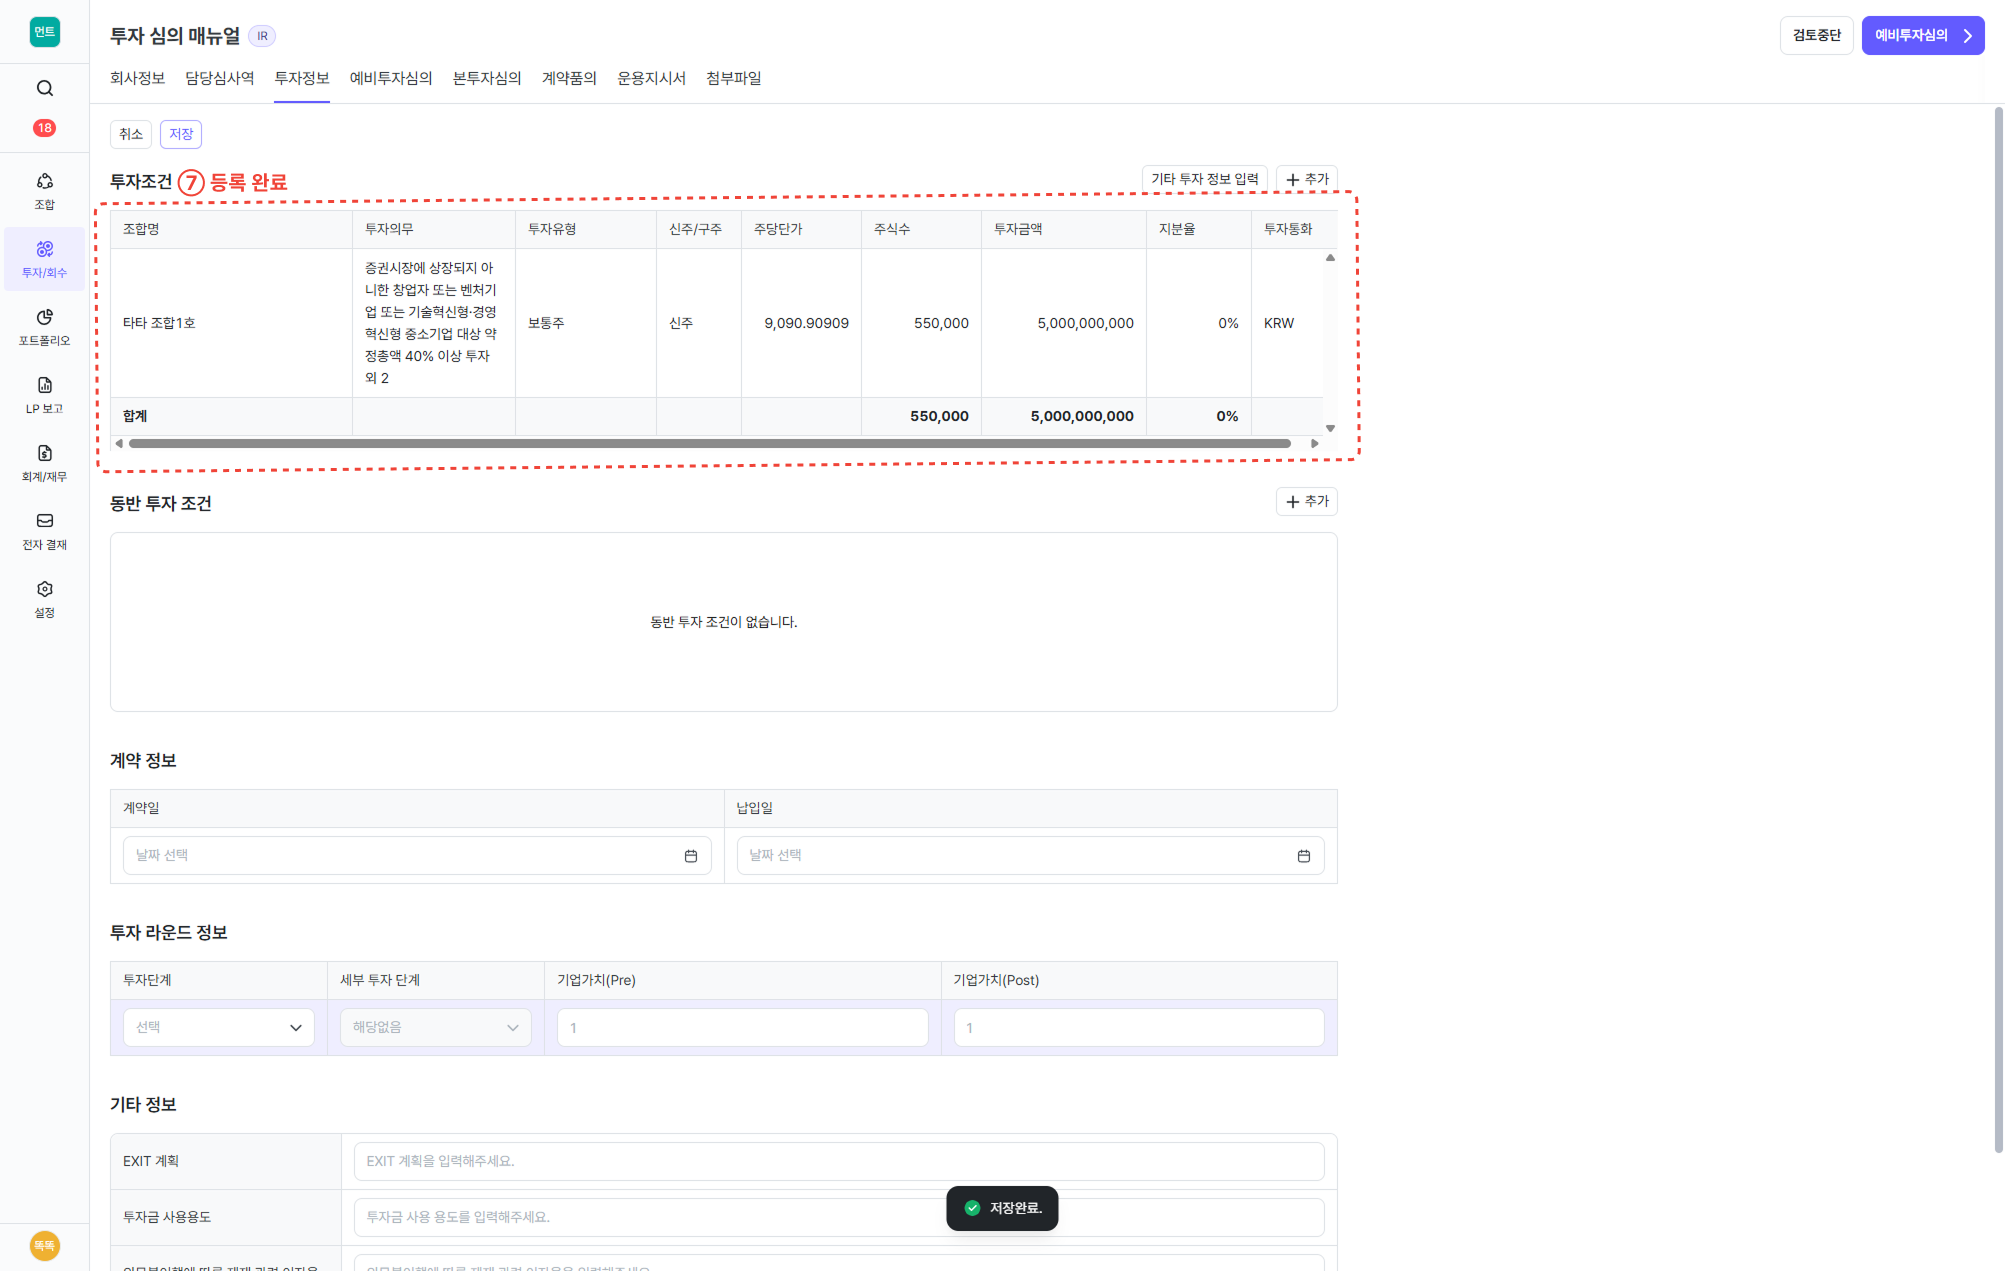 먼트
18
조합
투자/회수
포트폴리오
LP 보고
회계/재무
전자 결재
설정
똑똑
투자 심의 매뉴얼 IR
검토중단 예비투자심의
회사정보 담당심사역 투자정보 예비투자심의 본투자심의 계약품의 운용지시서 첨부파일
취소 저장
투자조건 ⑦ 등록 완료
기타 투자 정보 입력 + 추가
조합명 투자의무 투자유형 신주/구주 주당단가 주식수 투자금액 지분율 투자통화
증권시장에 상장되지 아
니한 창업자 또는 벤처기
업 또는 기술혁신형·경영
타타 조합1호 보통주 신주 9,090.90909 550,000 5,000,000,000 0% KRW
혁신형 중소기업 대상 약
정총액 40% 이상 투자
외 2
합계 550,000 5,000,000,000 0%
동반 투자 조건 + 추가
동반 투자 조건이 없습니다.
계약 정보
계약일 납입일
날짜 선택 날짜 선택
투자 라운드 정보
투자단계 세부 투자 단계 기업가치(Pre) 기업가치(Post)
선택 해당없음 1 1
기타 정보
EXIT 계획 EXIT 계획을 입력해주세요.
투자금 사용용도 투자금 사용 용도를 입력해주세요.
저장완료.